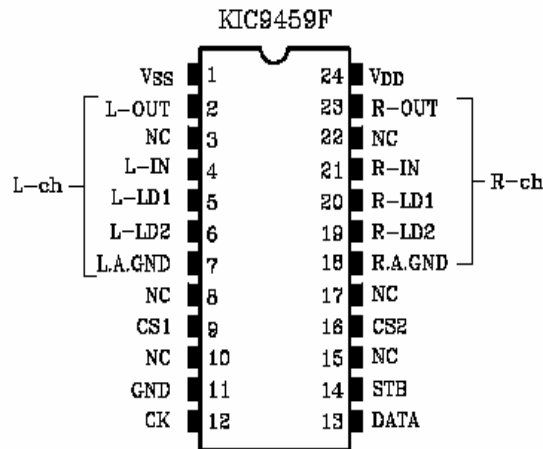 KIC9459F
VSS 1 24 VDD
L-OUT 2 23 R-OUT
NC 3 22 NC
L-IN 4 21 R-IN
L-ch L-LD1 5 20 R-LD1 R-ch
L-LD2 6 19 R-LD2
L.A.GND 7 18 R.A.GND
NC 8 17 NC
CS1 9 16 CS2
NC 10 15 NC
GND 11 14 STB
CK 12 13 DATA